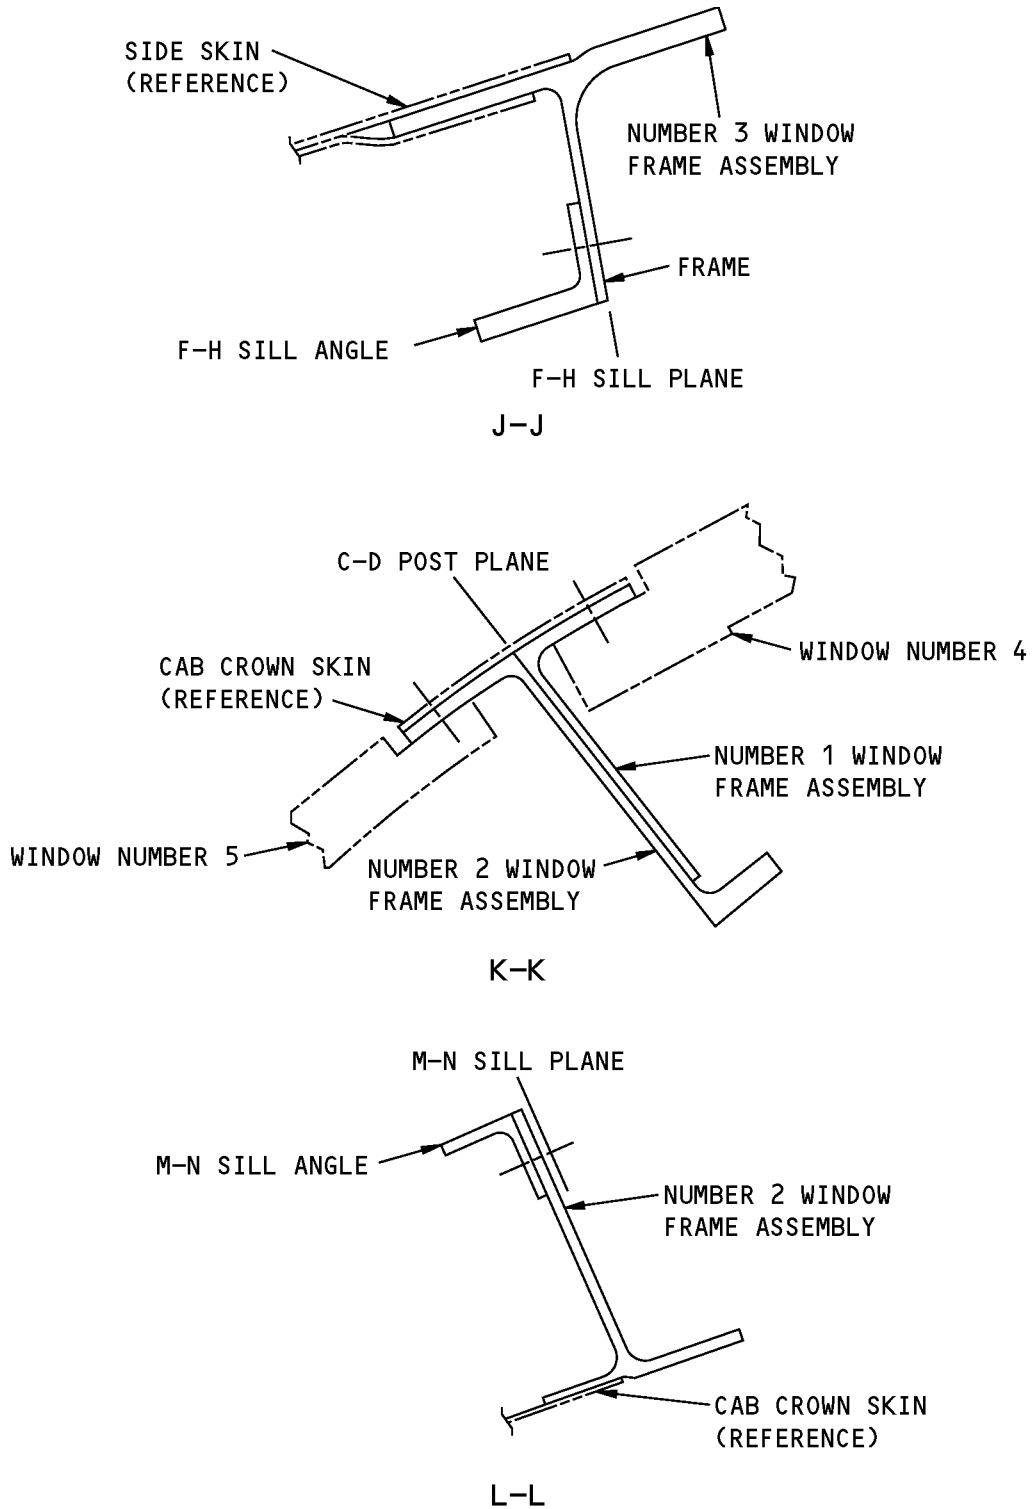 SIDE SKIN
(REFERENCE)
NUMBER 3 WINDOW
FRAME ASSEMBLY
FRAME
F-H SILL ANGLE
F-H SILL PLANE
J-J
C-D POST PLANE
WINDOW NUMBER 4
CAB CROWN SKIN
(REFERENCE)
NUMBER 1 WINDOW
FRAME ASSEMBLY
WINDOW NUMBER 5
NUMBER 2 WINDOW
FRAME ASSEMBLY
K-K
M-N SILL PLANE
M-N SILL ANGLE
NUMBER 2 WINDOW
FRAME ASSEMBLY
CAB CROWN SKIN
(REFERENCE)
L-L